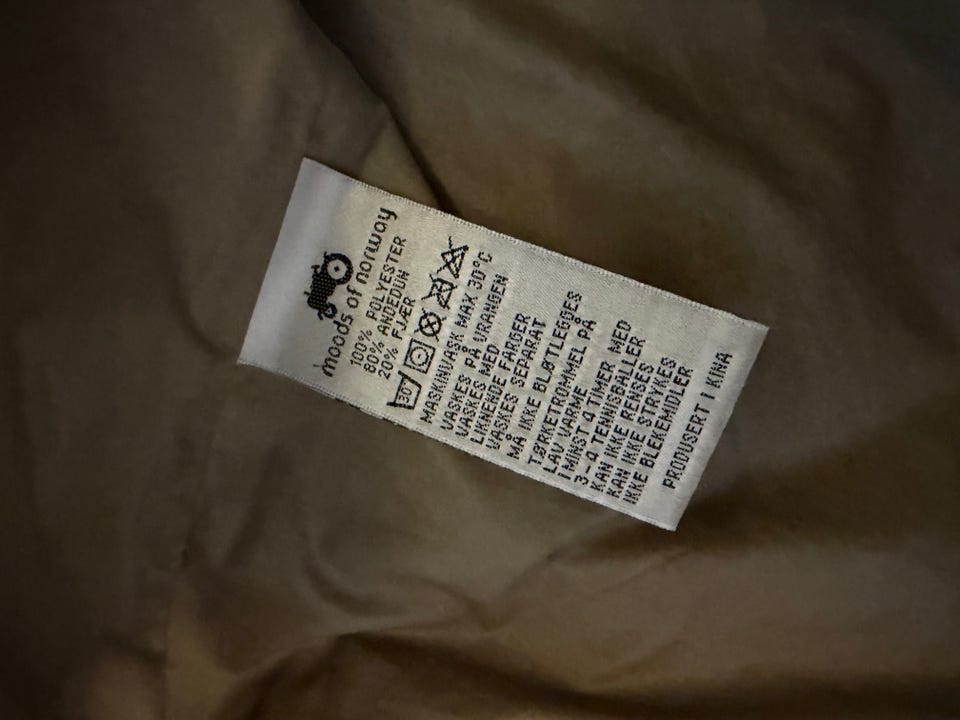 moods of norway
100% POLYESTER
80% ANDEDUN
20% FJÆR
30°
MASKINVASK MAX 30°C
VASKES PÅ VRANGEN
VASKES MED
LIKNENDE FARGER
VASKES SEPARAT
MÅ IKKE BLØTLEGGES
TØRKETROMMEL PÅ
LAV VARME
I MINST 4 TIMER MED
3-4 TENNISBALLER
KAN IKKE RENSES
KAN IKKE STRYKES
IKKE BLEKEMIDLER
PRODUSERT I KINA